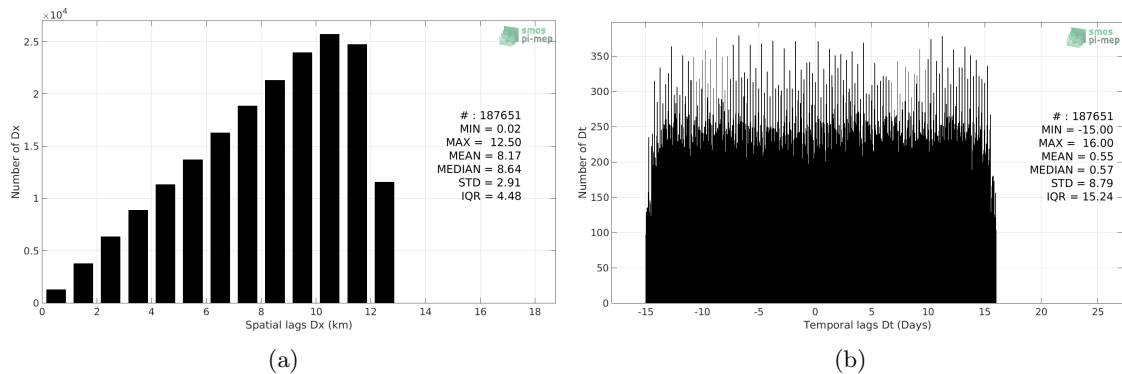 ×10⁴
2.5
2
1.5
1
0.5
0
Number of Dx
0 2 4 6 8 10 12 14 16 18
Spatial lags Dx (km)
smos
pi-mep
# : 187651
MIN = 0.02
MAX = 12.50
MEAN = 8.17
MEDIAN = 8.64
STD = 2.91
IQR = 4.48
(a)
350
300
250
200
150
100
50
0
Number of Dt
-15 -10 -5 0 5 10 15 20 25
Temporal lags Dt (Days)
smos
pi-mep
# : 187651
MIN = -15.00
MAX = 16.00
MEAN = 0.55
MEDIAN = 0.57
STD = 8.79
IQR = 15.24
(b)